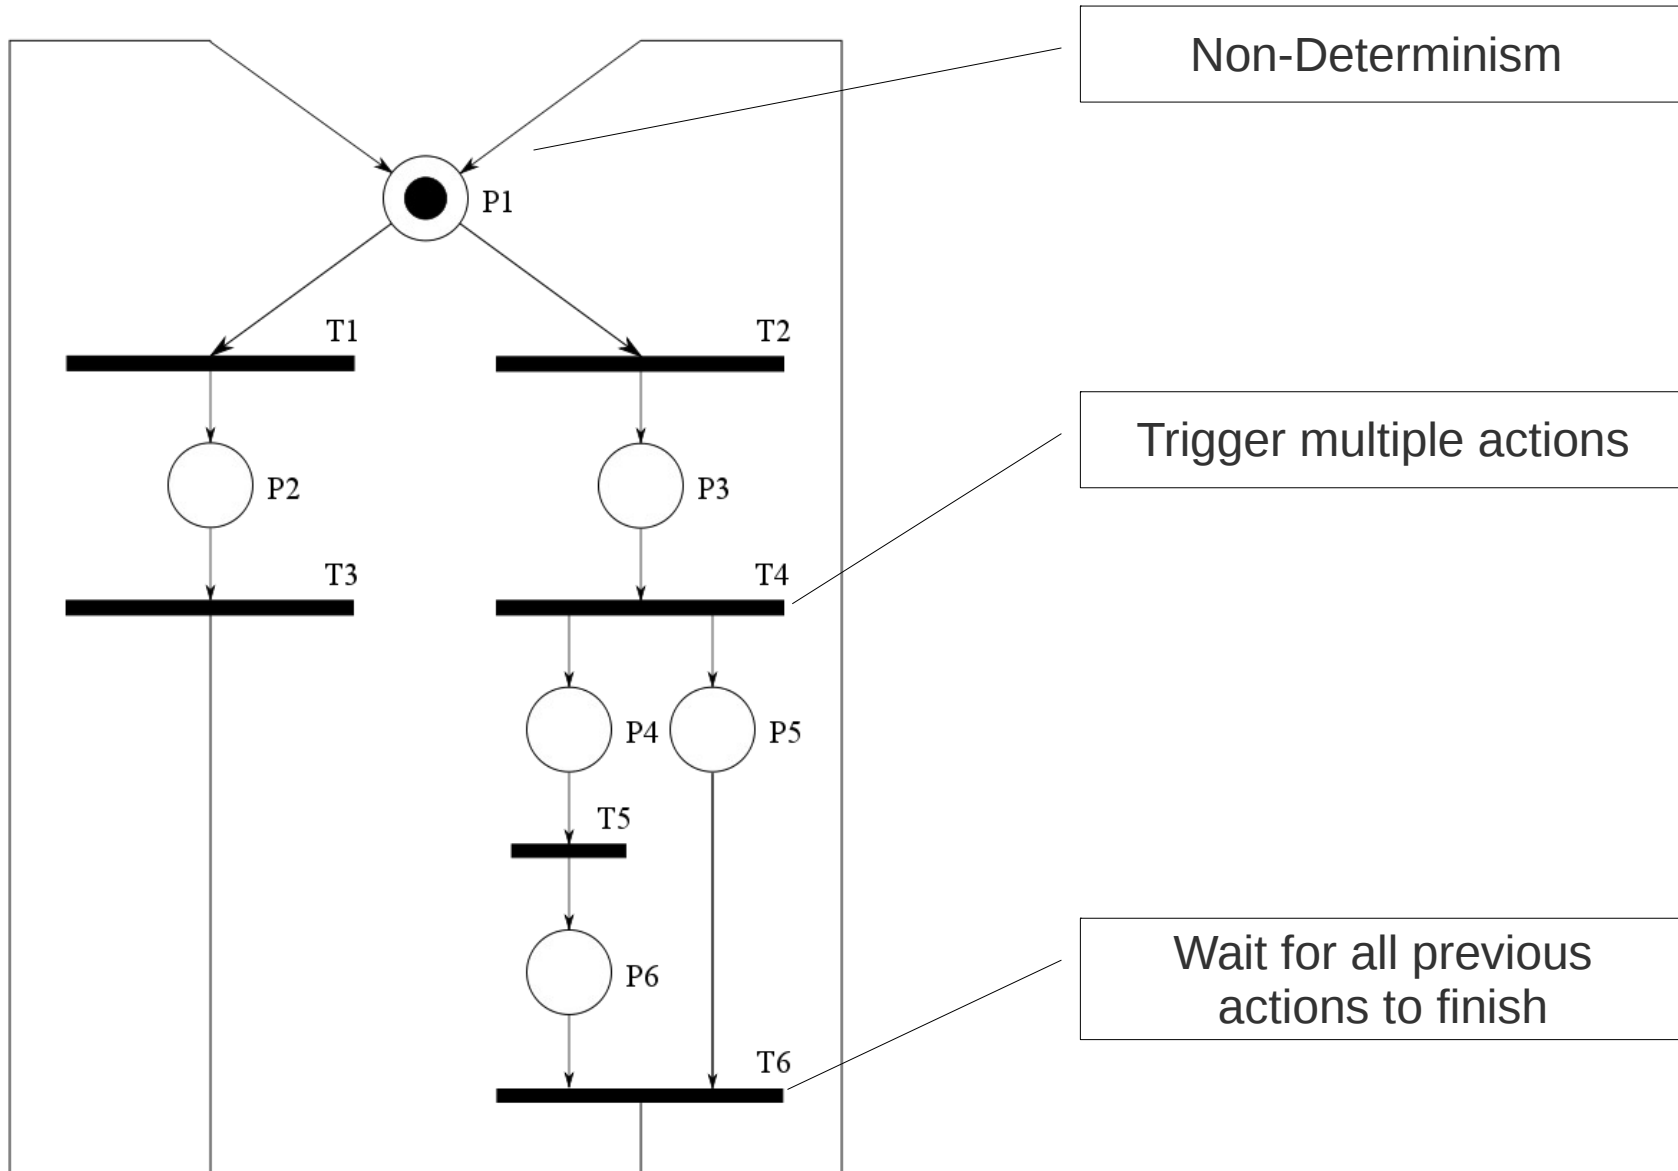 Non-Determinism
P1
T1
T2
Trigger multiple actions
P2
P3
T3
T4
P4
P5
T5
Wait for all previous
actions to finish
P6
T6